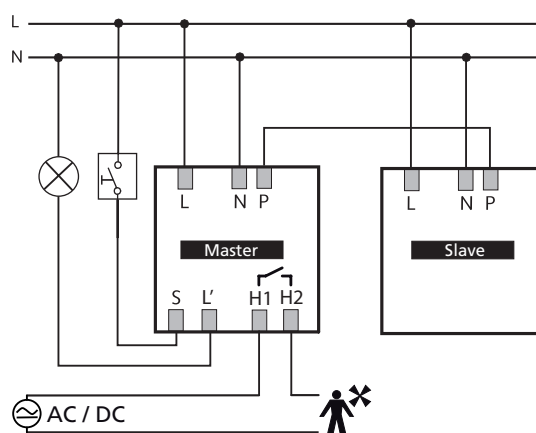 L
N
L N P
L N P
Master
Slave
S L’ H1 H2
AC / DC